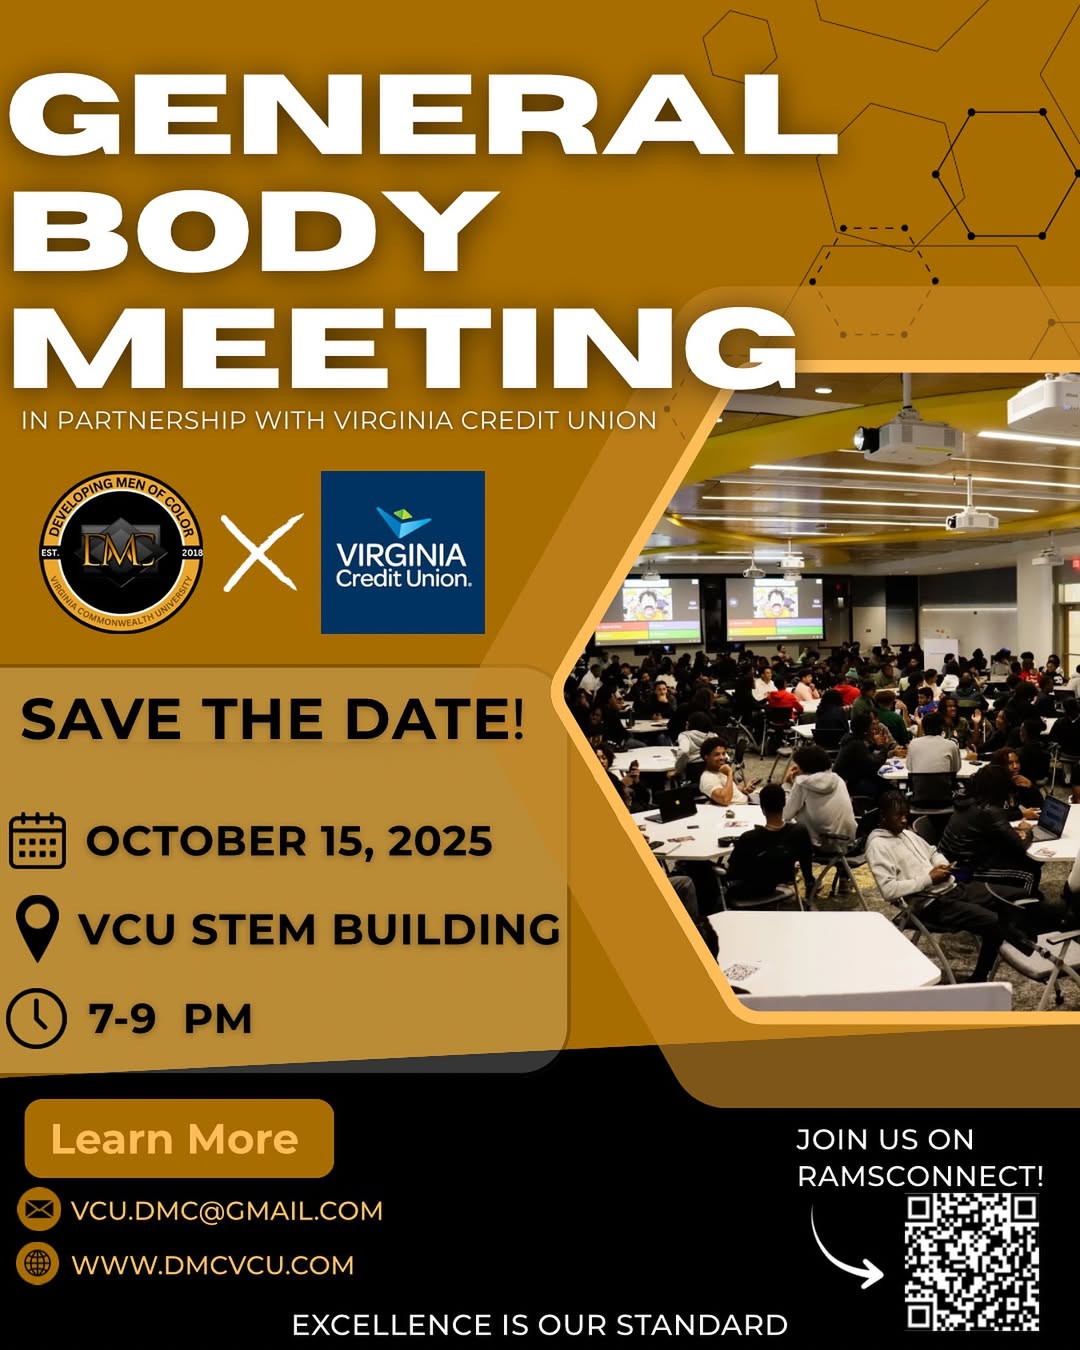 GENERAL
BODY
MEETING
IN PARTNERSHIP WITH VIRGINIA CREDIT UNION
DEVELOPING MEN OF COLOR
EST.
DMC
2018
VIRGINIA COMMONWEALTH UNIVERSITY
VIRGINIA
Credit Union.
SAVE THE DATE!
OCTOBER 15, 2025
VCU STEM BUILDING
7-9 PM
Learn More
VCU.DMC@GMAIL.COM
WWW.DMCVCU.COM
JOIN US ON
RAMSCONNECT!
EXCELLENCE IS OUR STANDARD